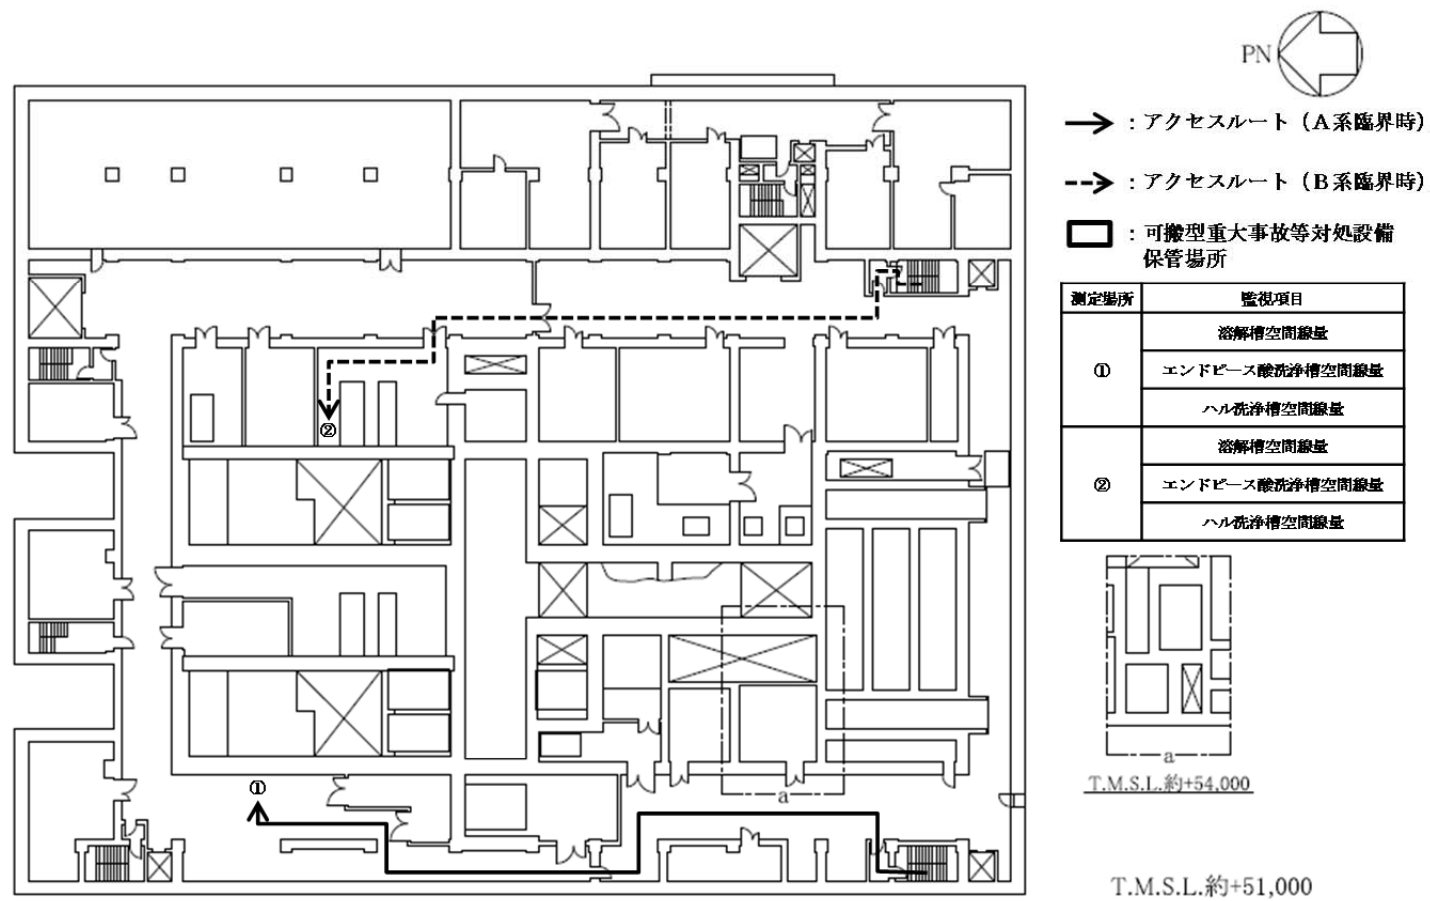 PN
：アクセスルート（A系臨界時）
：アクセスルート（B系臨界時）
：可搬型重大事故等対処設備
保管場所
測定場所 監視項目
① 溶解槽空間線量
エンドピース酸洗浄槽空間線量
ハル洗浄槽空間線量
② 溶解槽空間線量
エンドピース酸洗浄槽空間線量
ハル洗浄槽空間線量
②
①
a
a
T.M.S.L.約+54,000
T.M.S.L.約+51,000